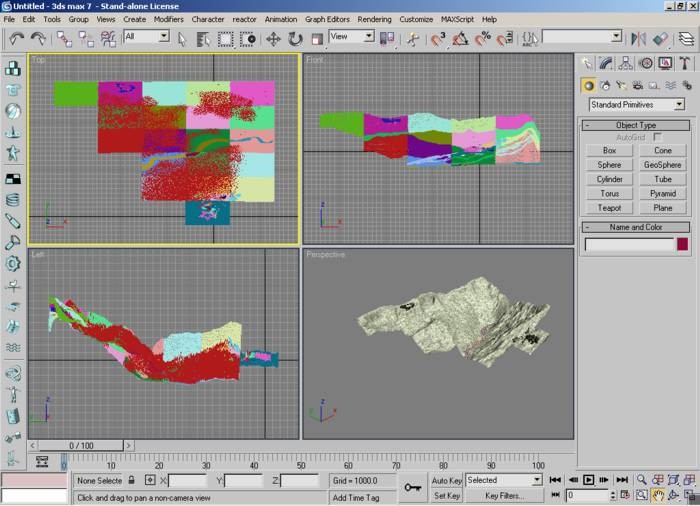 Untitled - 3ds max 7 - Stand-alone License
File Edit Tools Group Views Create Modifiers Character reactor Animation Graph Editors Rendering Customize MAXScript Help
All View
Top Front
Standard Primitives
Object Type
AutoGrid
Box Cone
Sphere GeoSphere
Cylinder Tube
Torus Pyramid
Teapot Plane
Name and Color
Left Perspective
0 / 100
0 10 20 30 40 50 60 70 80 90 100
None Selecte X: Y: Z: Grid = 1000.0 Auto Key Selected
Click and drag to pan a non-camera view Add Time Tag Set Key Key Filters... 0